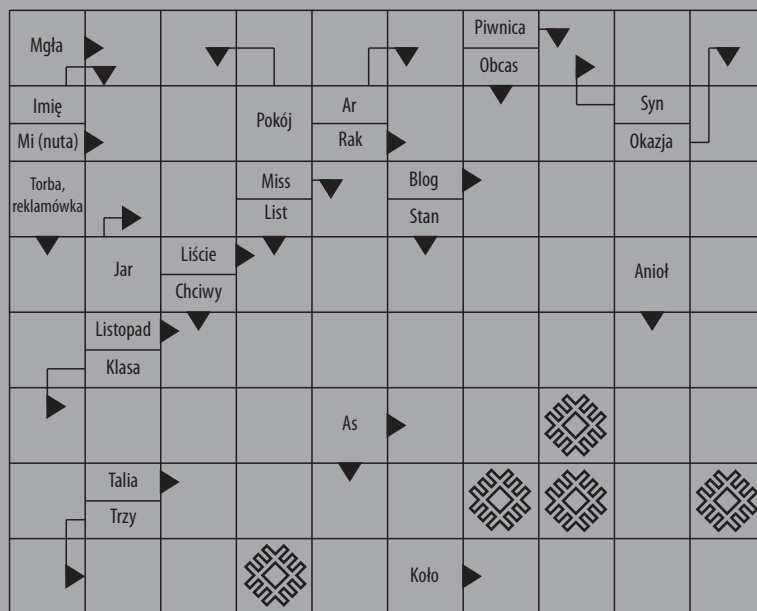 Mgła
Piwnica
Obcas
Imię
Mi (nuta)
Pokój
Ar
Rak
Syn
Okazja
Torba,
reklamówka
Miss
List
Blog
Stan
Jar
Liście
Chciwy
Anioł
Listopad
Klasa
As
Talia
Trzy
Koło